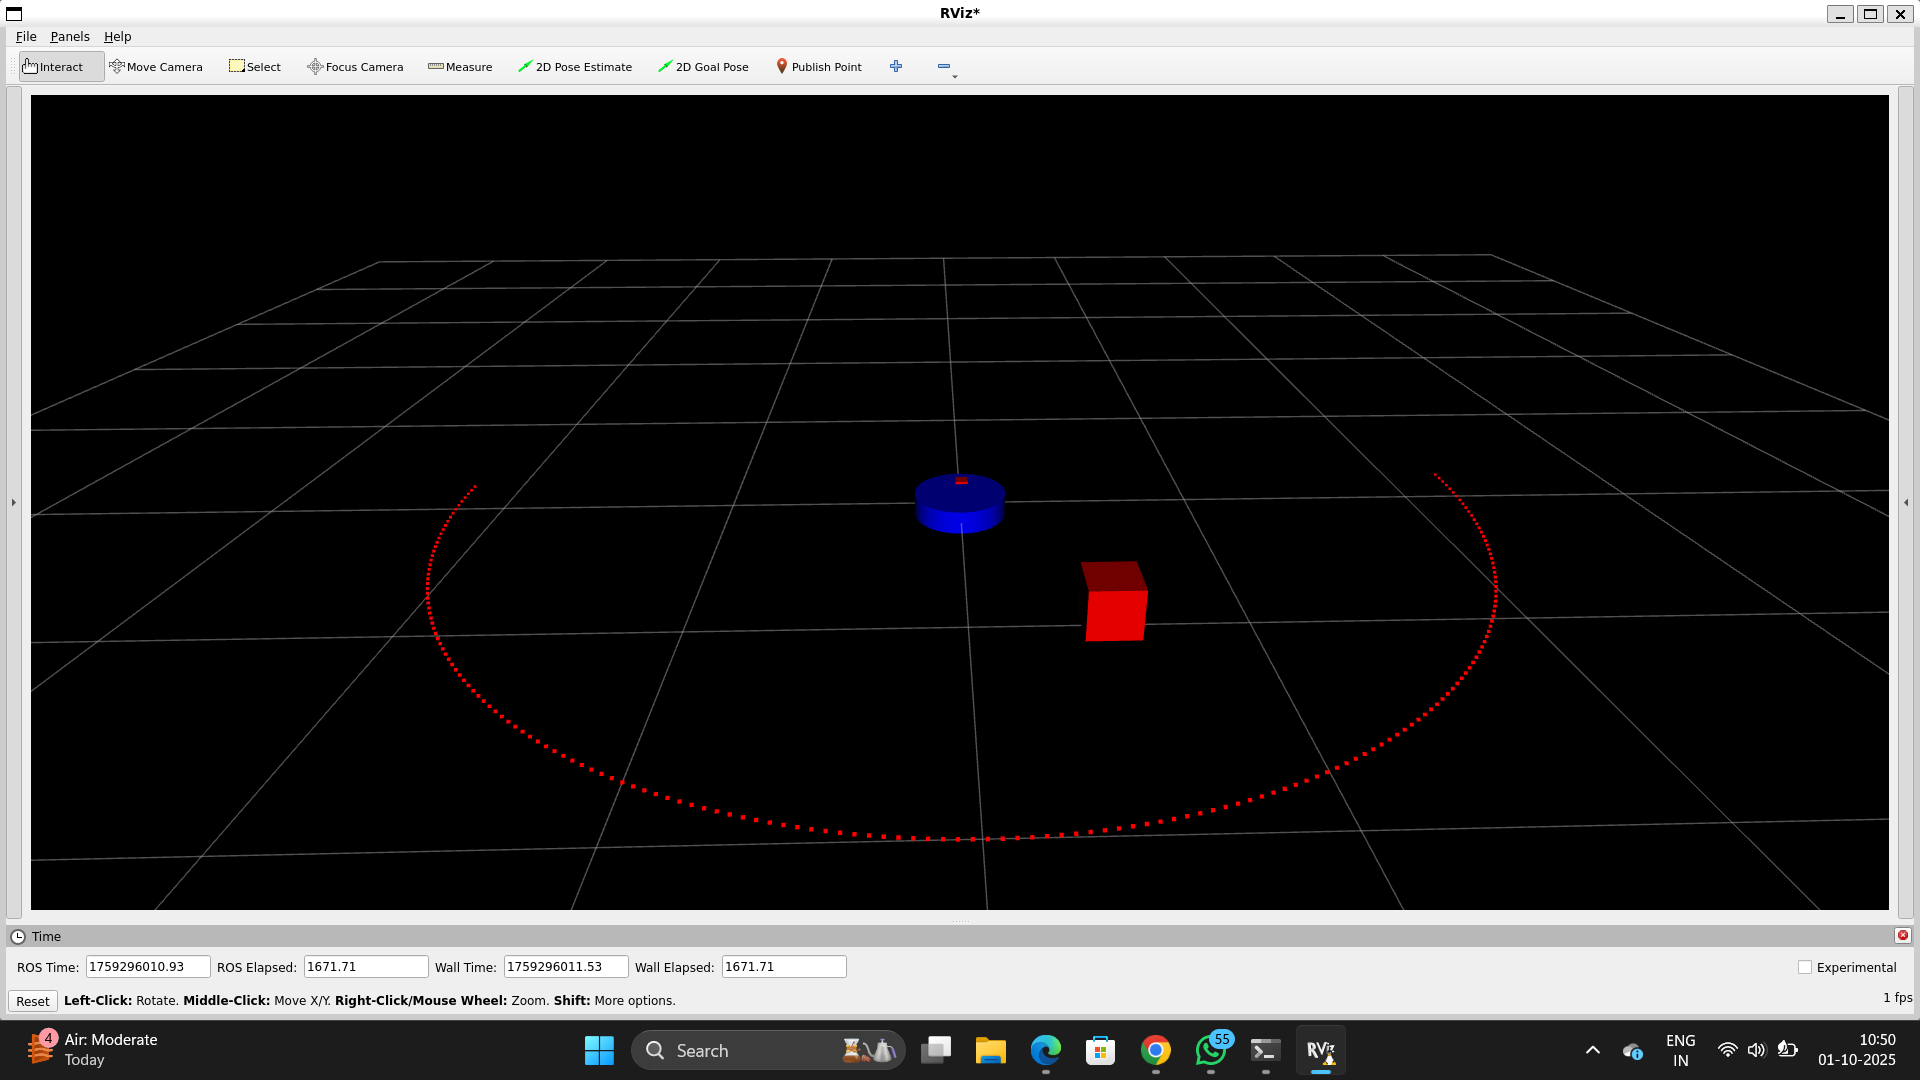 RViz*
File Panels Help
Interact Move Camera Select Focus Camera Measure 2D Pose Estimate 2D Goal Pose Publish Point
Time
ROS Time: 1759296010.93 ROS Elapsed: 1671.71 Wall Time: 1759296011.53 Wall Elapsed: 1671.71 Experimental
Reset Left-Click: Rotate. Middle-Click: Move X/Y. Right-Click/Mouse Wheel: Zoom. Shift: More options. 1 fps
4 Air: Moderate
Today
Search
55
RViz
ENG
IN
10:50
01-10-2025